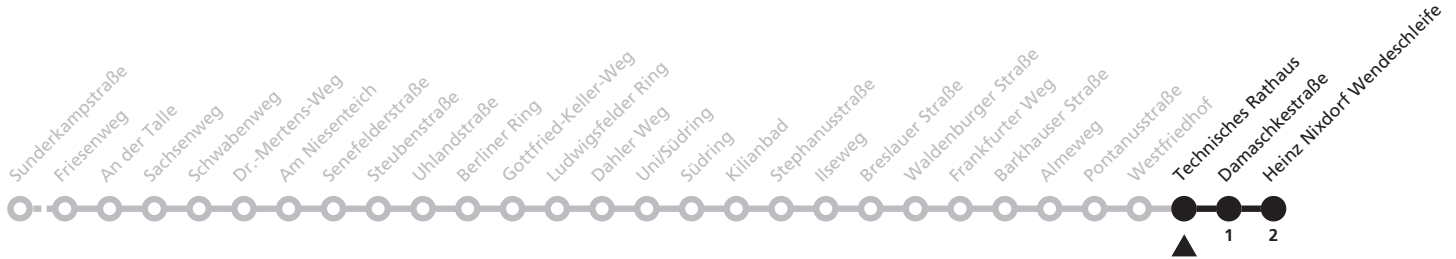 Sunderkampstraße
Friesenweg
An der Talle
Sachsenweg
Schwabenweg
Dr.-Mertens-Weg
Am Niesenteich
Senefelderstraße
Steubenstraße
Uhlandstraße
Berliner Ring
Gottfried-Keller-Weg
Ludwigsfelder Ring
Dahler Weg
Uni/Südring
Südring
Kilianbad
Stephanusstraße
Ilseweg
Breslauer Straße
Waldenburger Straße
Frankfurter Weg
Barkhauser Straße
Almeweg
Pontanusstraße
Westfriedhof
Technisches Rathaus
Damaschkestraße
Heinz Nixdorf Wendeschleife
1 2